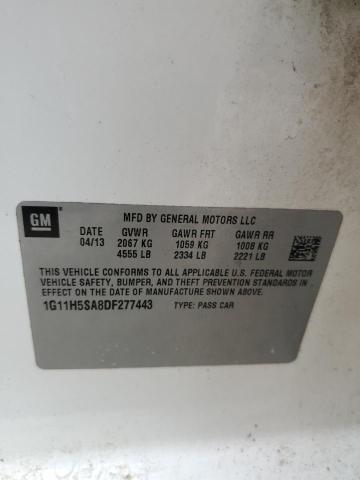 GM
MFD BY GENERAL MOTORS LLC
DATE GVWR GAWR FRT GAWR RR
04/13 2067 KG 1059 KG 1008 KG
4555 LB 2334 LB 2221 LB
THIS VEHICLE CONFORMS TO ALL APPLICABLE U.S. FEDERAL MOTOR
VEHICLE SAFETY, BUMPER, AND THEFT PREVENTION STANDARDS IN
EFFECT ON THE DATE OF MANUFACTURE SHOWN ABOVE.
1G11H5SA8DF277443 TYPE: PASS CAR